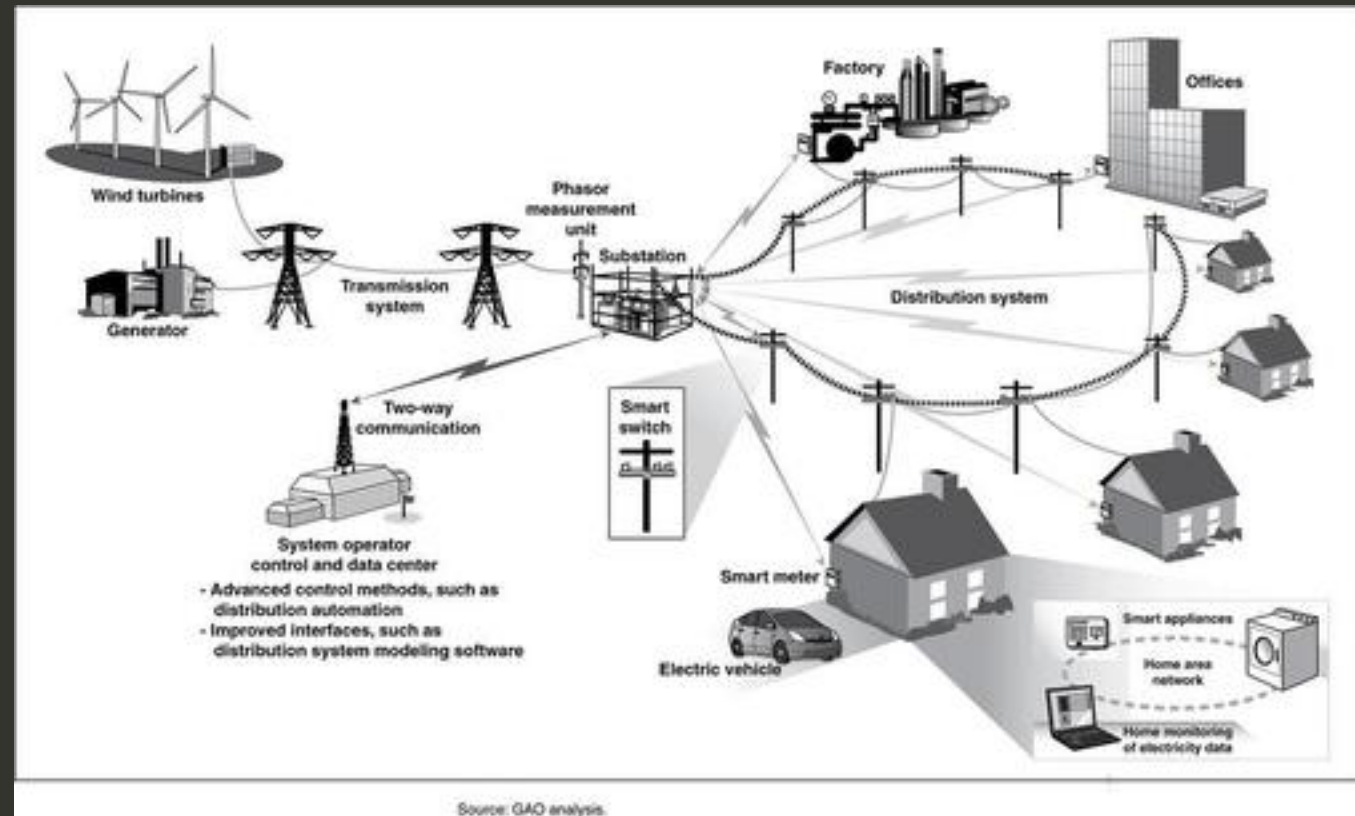 Factory
Offices
Wind turbines
Phasor
measurement
unit
Substation
Transmission
system
Distribution system
Generator
Two-way
communication
Smart
switch
System operator
control and data center
- Advanced control methods, such as
distribution automation
- Improved interfaces, such as
distribution system modeling software
Smart meter
Electric vehicle
Smart appliances
Home area
network
Home monitoring
of electricity data
Source: GAO analysis.